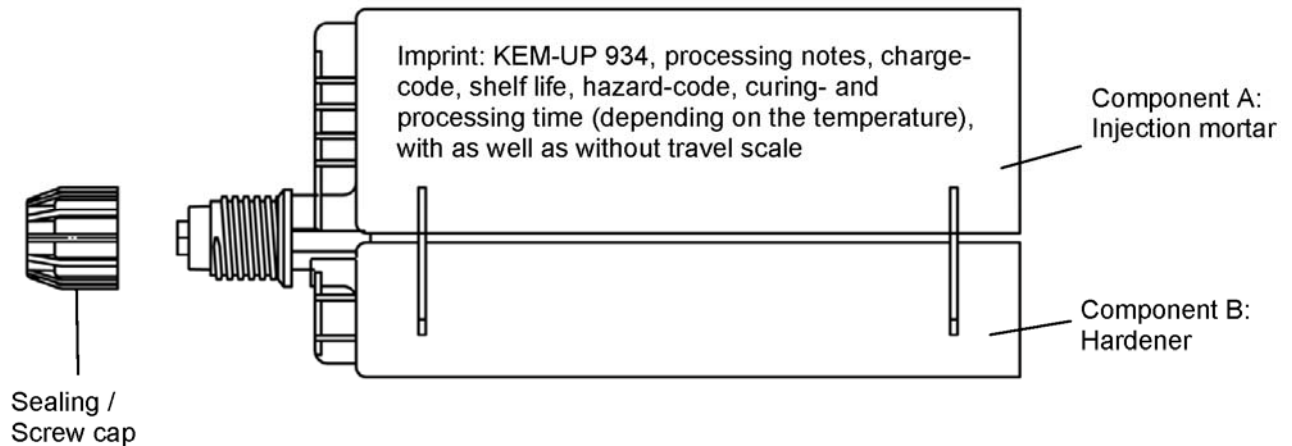 Imprint: KEM-UP 934, processing notes, charge-
code, shelf life, hazard-code, curing- and
processing time (depending on the temperature),
with as well as without travel scale
Component A:
Injection mortar
Component B:
Hardener
Sealing /
Screw cap